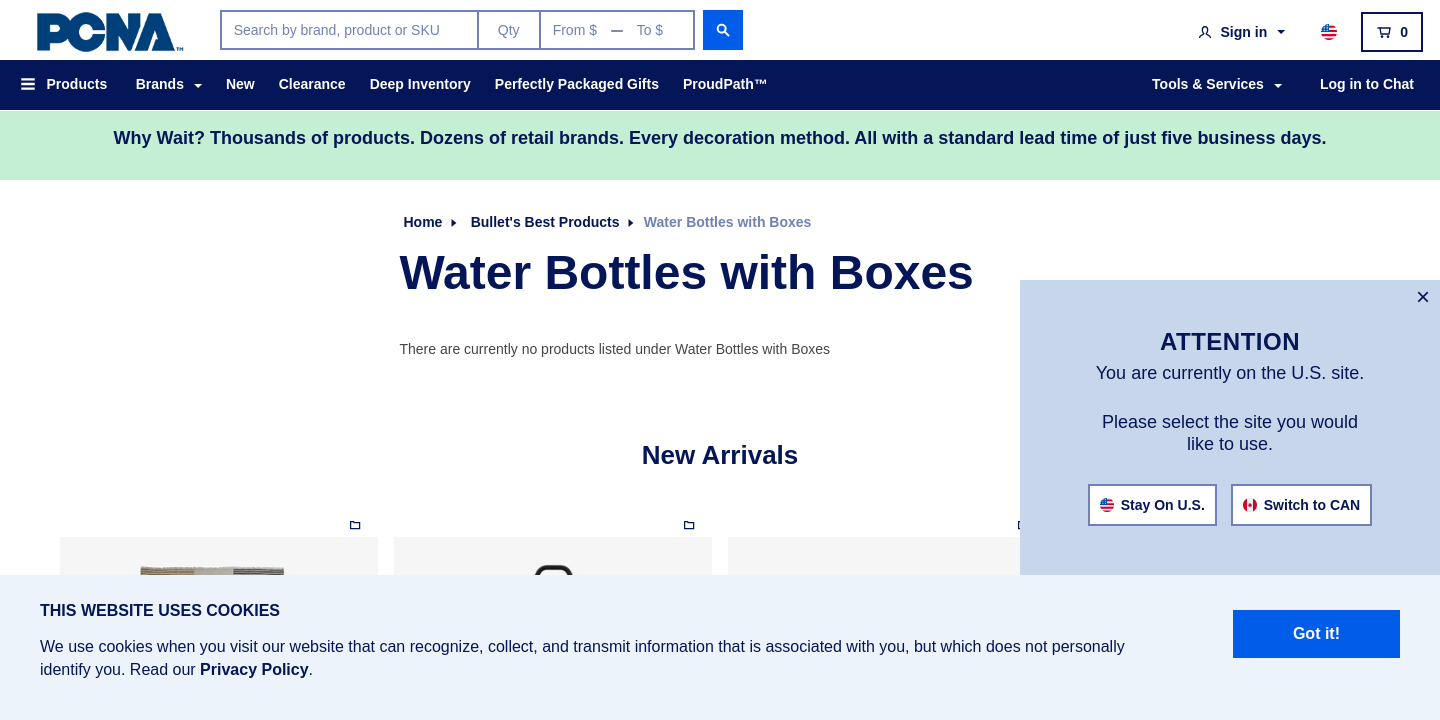 PCNA™
Search by brand, product or SKU Qty From $ — To $
Sign in
0
Products Brands New Clearance Deep Inventory Perfectly Packaged Gifts ProudPath™ Tools & Services Log in to Chat
Why Wait? Thousands of products. Dozens of retail brands. Every decoration method. All with a standard lead time of just five business days.
Home Bullet's Best Products Water Bottles with Boxes
Water Bottles with Boxes
There are currently no products listed under Water Bottles with Boxes
New Arrivals
×
ATTENTION
You are currently on the U.S. site.
Please select the site you would
like to use.
Stay On U.S. Switch to CAN
THIS WEBSITE USES COOKIES
We use cookies when you visit our website that can recognize, collect, and transmit information that is associated with you, but which does not personally
identify you. Read our Privacy Policy.
Got it!